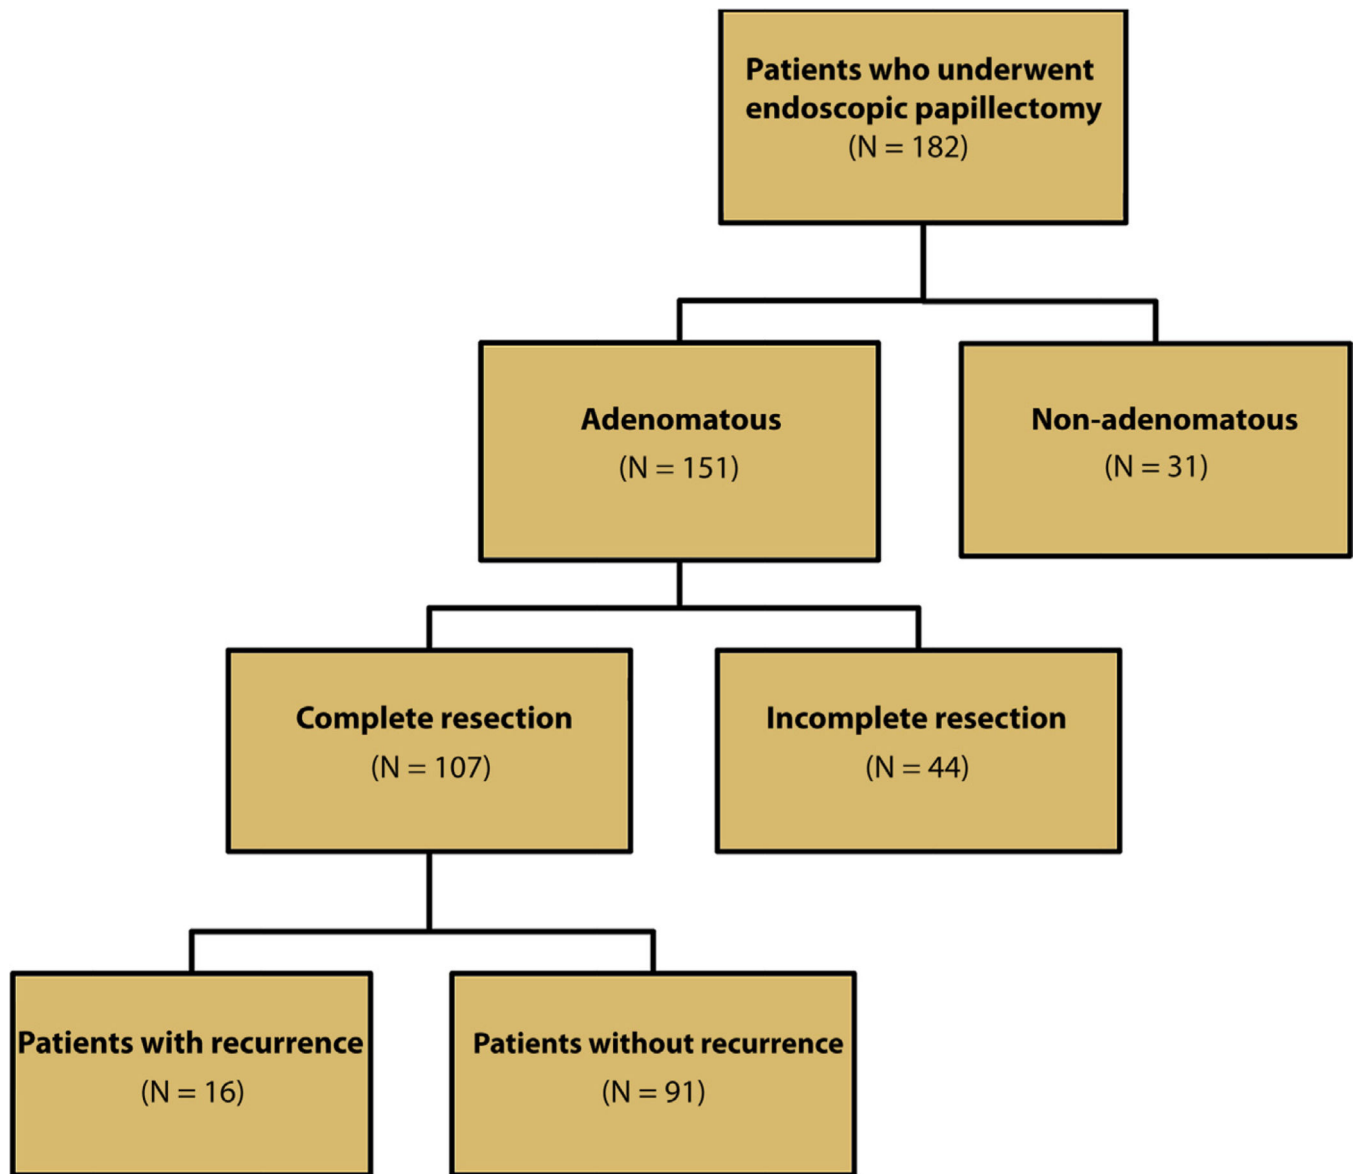 Patients who underwent
endoscopic papillectomy
(N = 182)
Adenomatous
(N = 151)
Non-adenomatous
(N = 31)
Complete resection
(N = 107)
Incomplete resection
(N = 44)
Patients with recurrence
(N = 16)
Patients without recurrence
(N = 91)